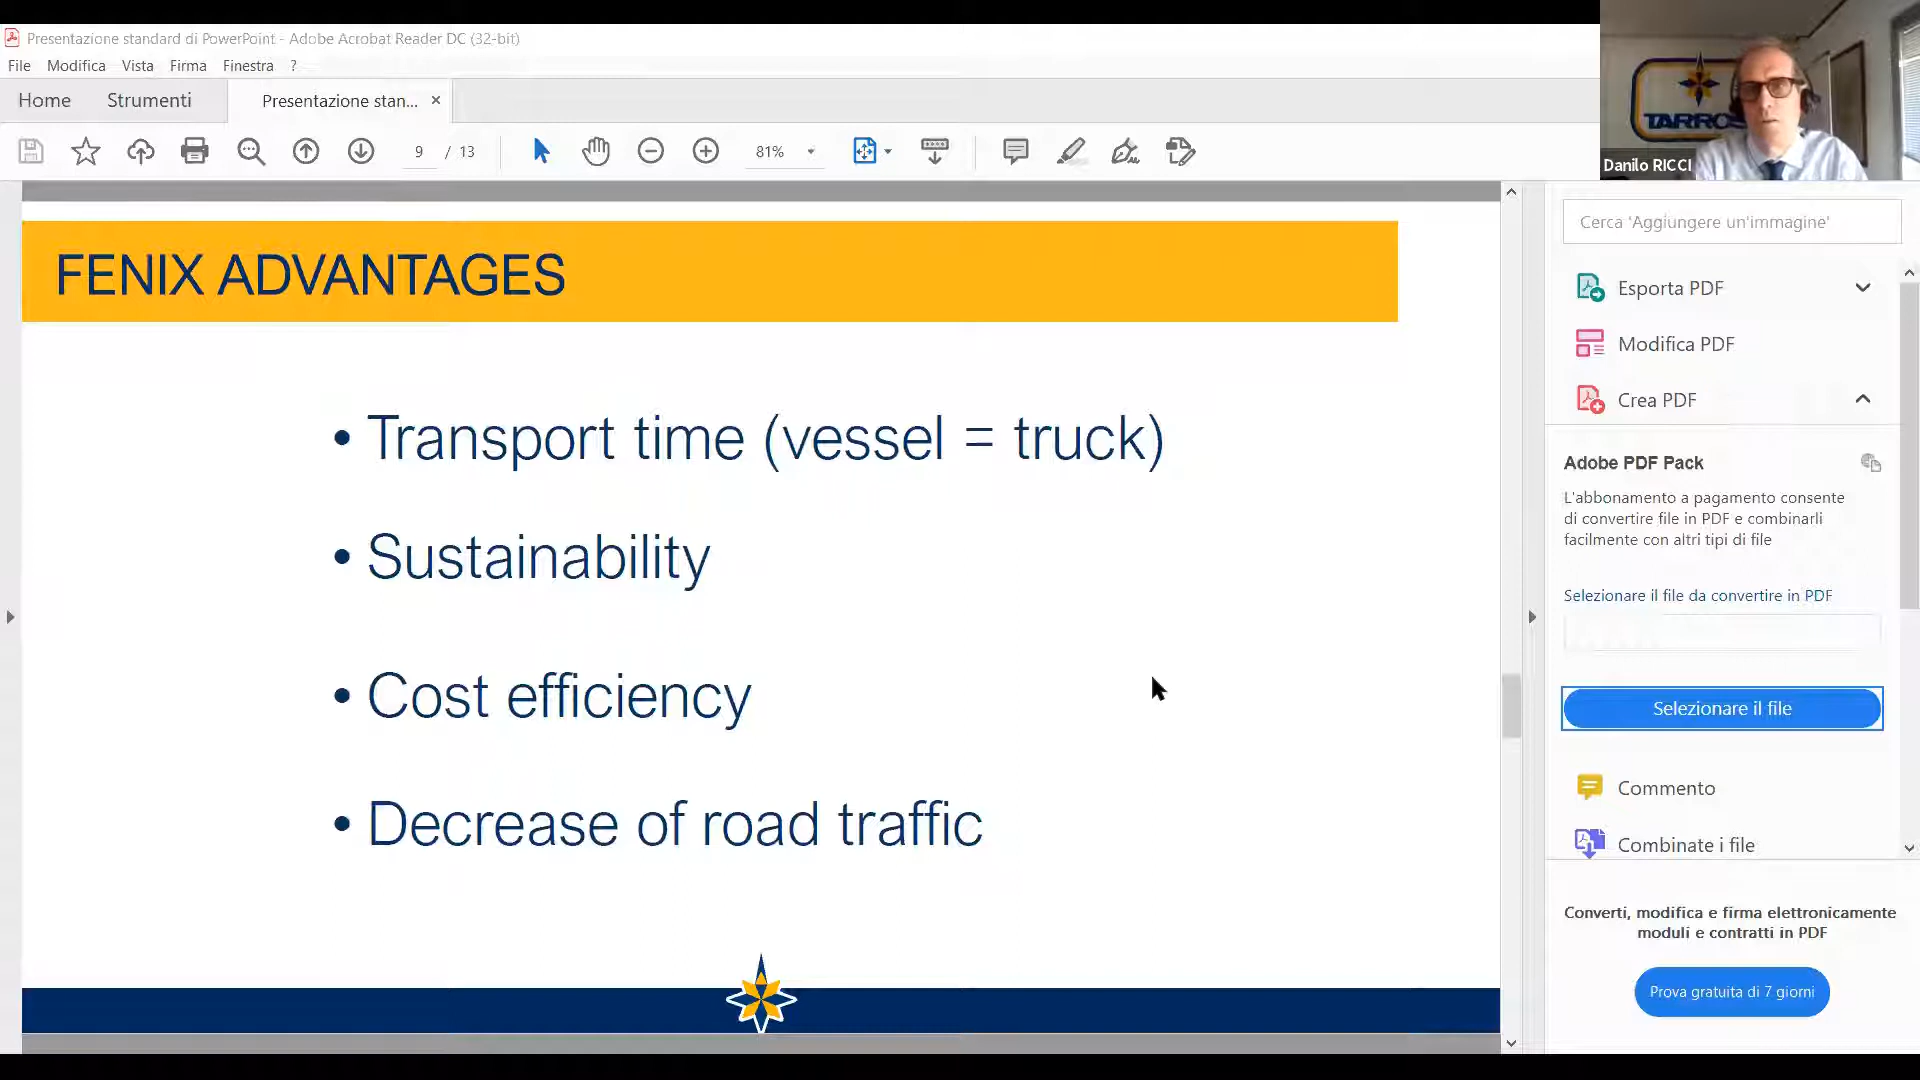 Presentazione standard di PowerPoint - Adobe Acrobat Reader DC (32-bit)
File Modifica Vista Firma Finestra ?
Home Strumenti Presentazione stan... ×
9 / 13 81%
TARROS
Danilo RICCI
FENIX ADVANTAGES
• Transport time (vessel = truck)
• Sustainability
• Cost efficiency
• Decrease of road traffic
Cerca 'Aggiungere un'immagine'
Esporta PDF
Modifica PDF
Crea PDF
Adobe PDF Pack
L'abbonamento a pagamento consente
di convertire file in PDF e combinarli
facilmente con altri tipi di file
Selezionare il file da convertire in PDF
Selezionare il file
Commento
Combinate i file
Converti, modifica e firma elettronicamente
moduli e contratti in PDF
Prova gratuita di 7 giorni